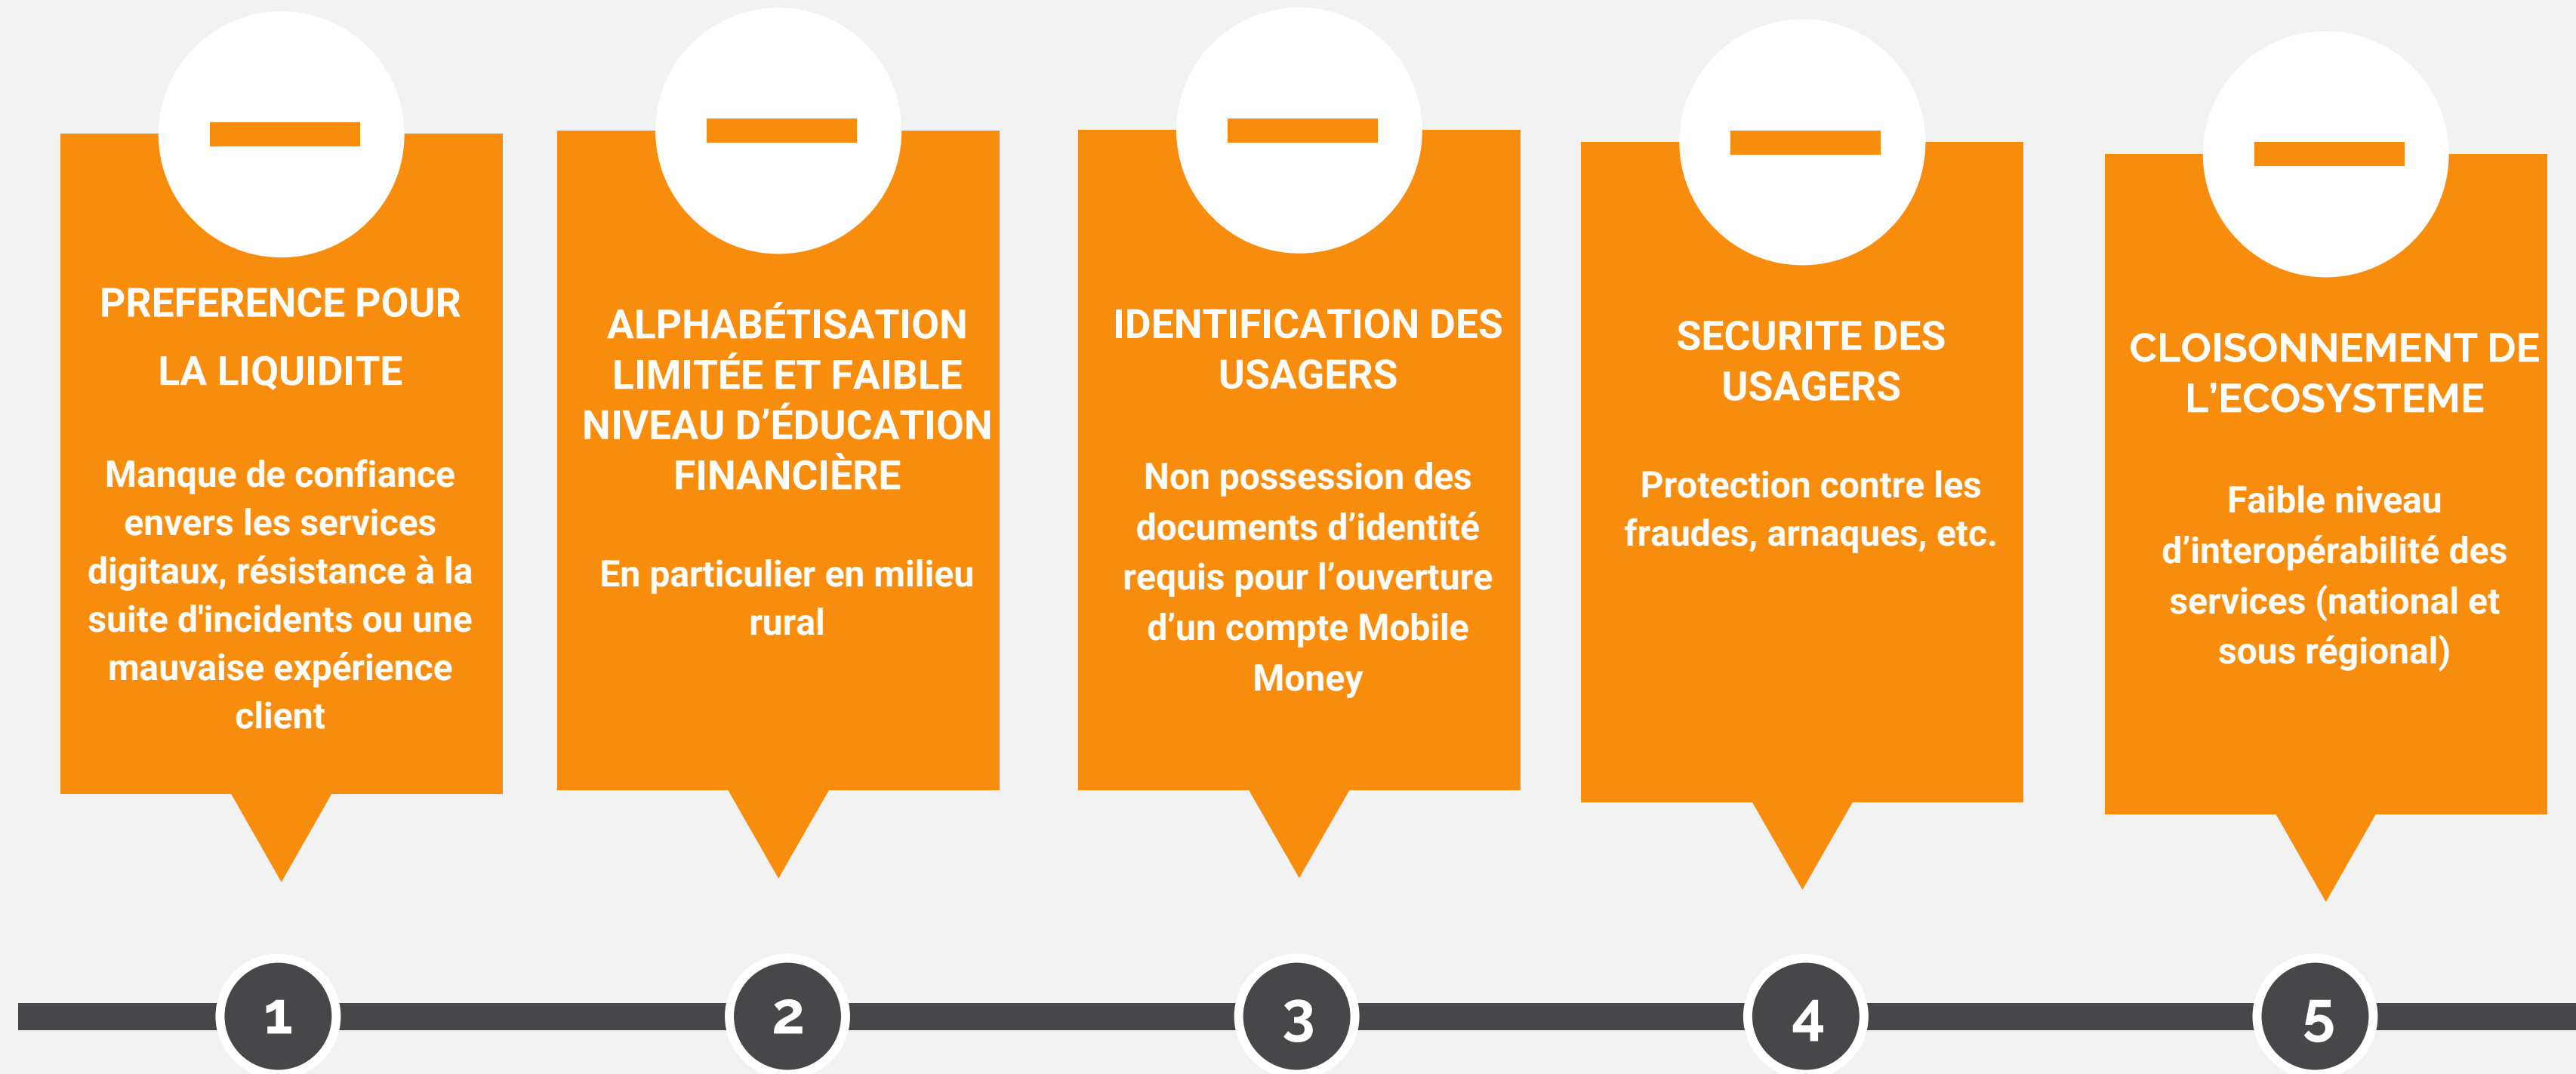 PREFERENCE POUR
LA LIQUIDITE
Manque de confiance
envers les services
digitaux, résistance à la
suite d'incidents ou une
mauvaise expérience
client
ALPHABÉTISATION
LIMITÉE ET FAIBLE
NIVEAU D’ÉDUCATION
FINANCIÈRE
En particulier en milieu
rural
IDENTIFICATION DES
USAGERS
Non possession des
documents d’identité
requis pour l’ouverture
d’un compte Mobile
Money
SECURITE DES
USAGERS
Protection contre les
fraudes, arnaques, etc.
CLOISONNEMENT DE
L’ECOSYSTEME
Faible niveau
d’interopérabilité des
services (national et
sous régional)
1
2
3
4
5